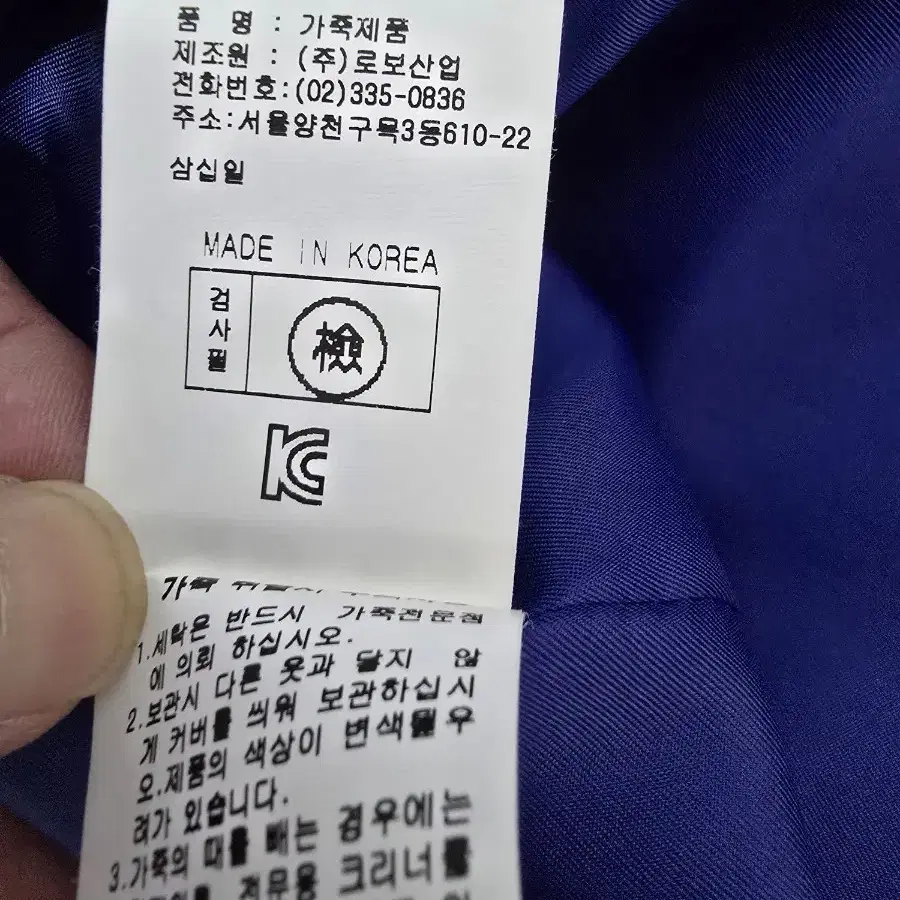 품 명 : 가죽제품
제조원 : (주)로보산업
전화번호:(02)335-0836
주소:서울양천구목3동610-22
삼십일
MADE IN KOREA
검사필
檢
KC
가죽
1.세탁은 반드시 가죽전문점
에 의뢰 하십시오.
2.보관시 다른 옷과 닿지 않
게 커버를 씌워 보관하십시
오.제품의 색상이 변색될우
려가 있습니다.
3.가죽의 때를 빼는 경우에는
전문용 크리너를